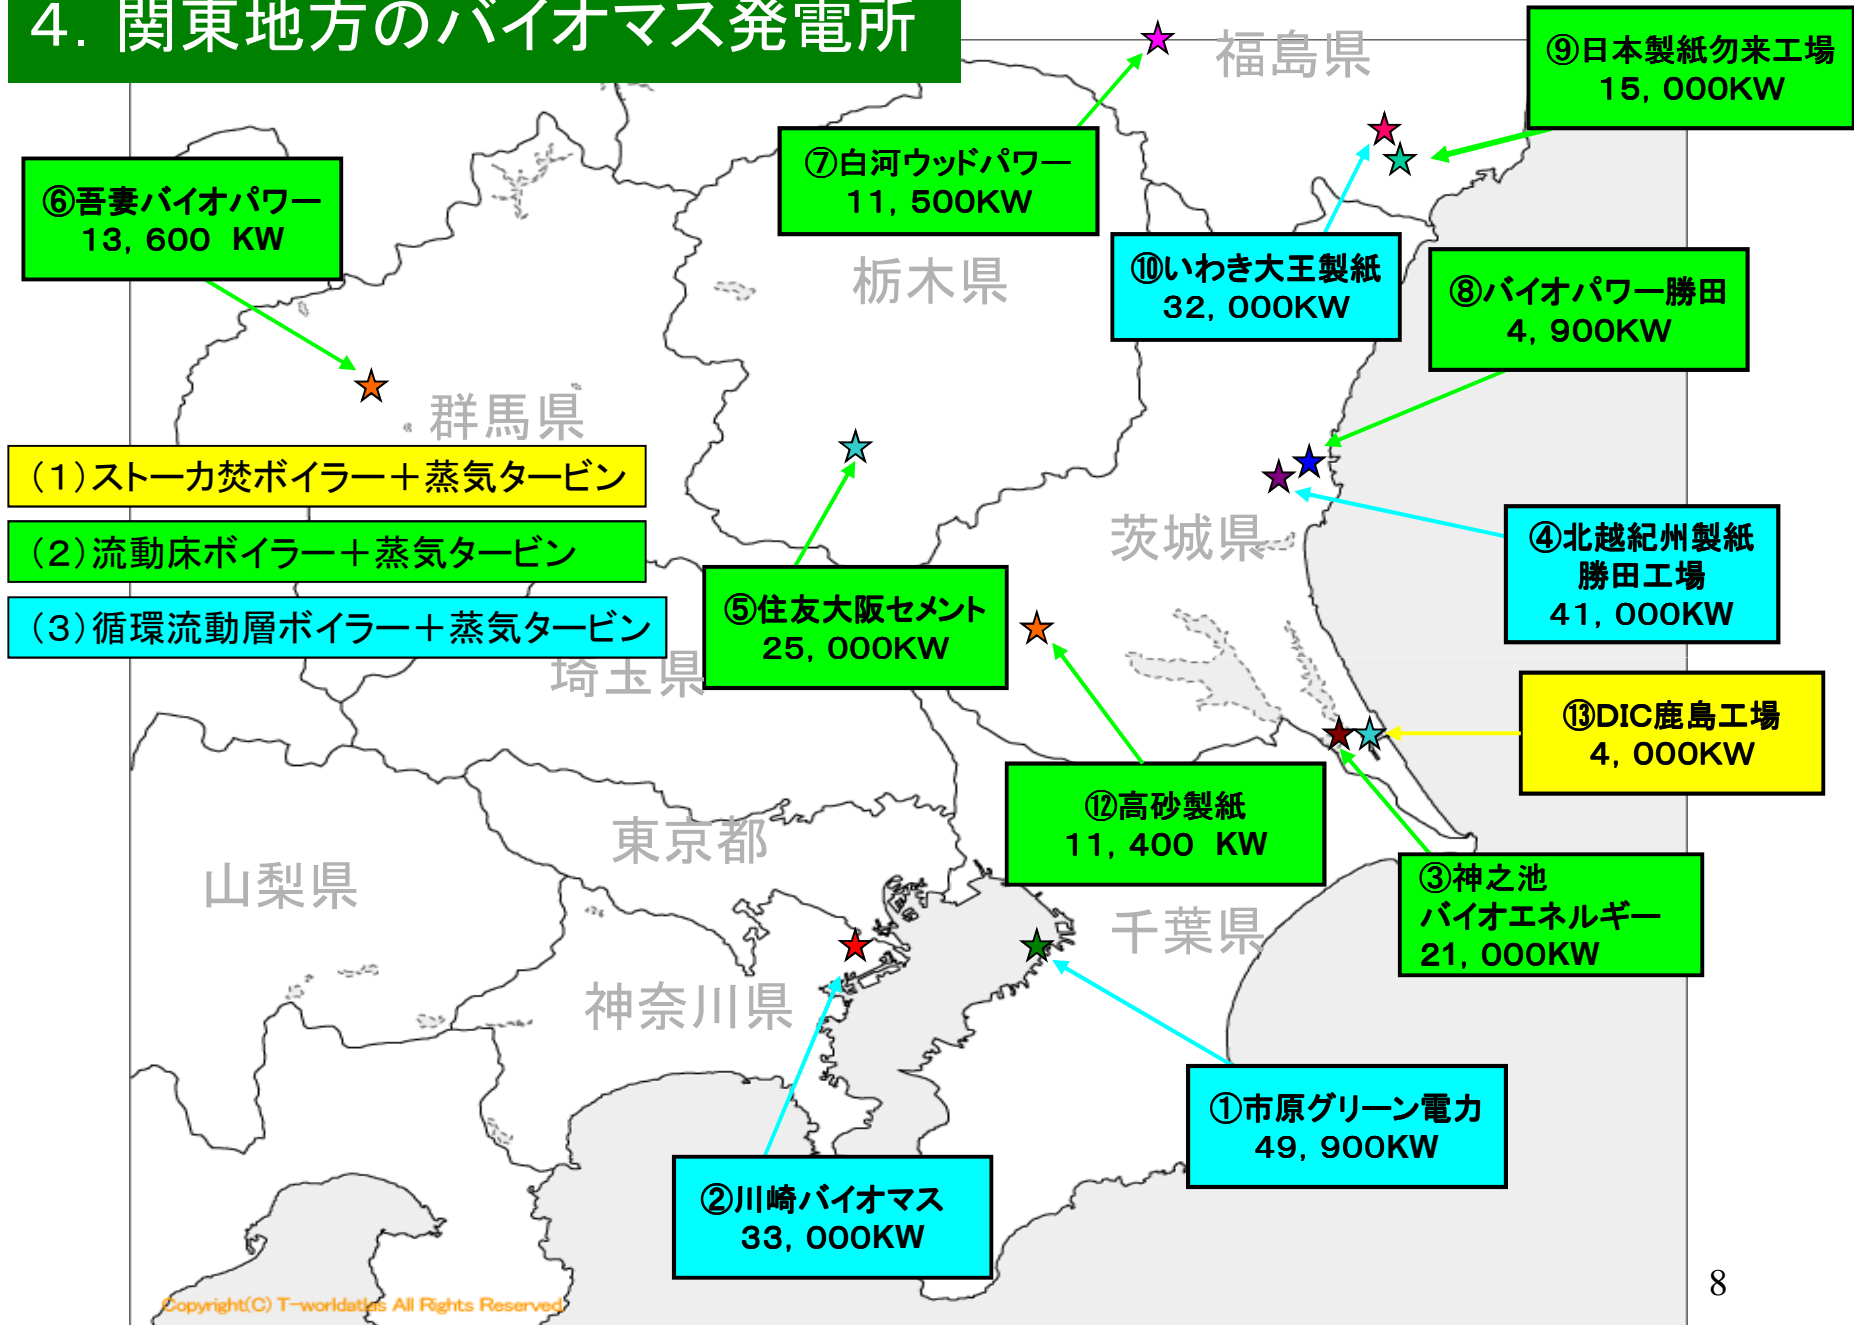 ４．関東地方のバイオマス発電所
福島県
⑨日本製紙勿来工場
15，000KW
⑦白河ウッドパワー
11，500KW
⑥吾妻バイオパワー
13，600 KW
⑩いわき大王製紙
32，000KW
栃木県
⑧バイオパワー勝田
4，900KW
群馬県
（１）ストーカ焚ボイラー＋蒸気タービン
（２）流動床ボイラー＋蒸気タービン
（３）循環流動層ボイラー＋蒸気タービン
茨城県
④北越紀州製紙
勝田工場
41，000KW
⑤住友大阪セメント
25，000KW
埼玉県
⑬DIC鹿島工場
4，000KW
⑫高砂製紙
11，400 KW
東京都
山梨県
③神之池
バイオエネルギー
21，000KW
千葉県
神奈川県
①市原グリーン電力
49，900KW
②川崎バイオマス
33，000KW
Copyright(C) T-worldatlas All Rights Reserved
8